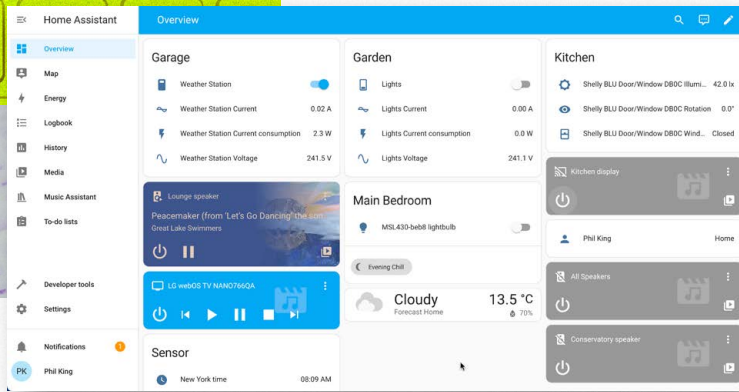 Home Assistant
Overview
Overview
Map
Energy
Logbook
History
Media
Music Assistant
To-do lists
Developer tools
Settings
Notifications
1
PK
Phil King
Garage
Weather Station
Weather Station Current 0.02 A
Weather Station Current consumption 2.3 W
Weather Station Voltage 241.5 V
Lounge speaker
Peacemaker (from 'Let's Go Dancing' the son
Great Lake Swimmers
LG webOS TV NANO766QA
Sensor
New York time 08:09 AM
Garden
Lights
Lights Current 0.00 A
Lights Current consumption 0.0 W
Lights Voltage 241.1 V
Main Bedroom
MSL430-beb8 lightbulb
Evening Chill
Cloudy 13.5 °C
Forecast Home 70%
Kitchen
Shelly BLU Door/Window DB0C Illumi... 42.0 lx
Shelly BLU Door/Window DB0C Rotation 0.0°
Shelly BLU Door/Window DB0C Wind... Closed
Kitchen display
Phil King Home
All Speakers
Conservatory speaker